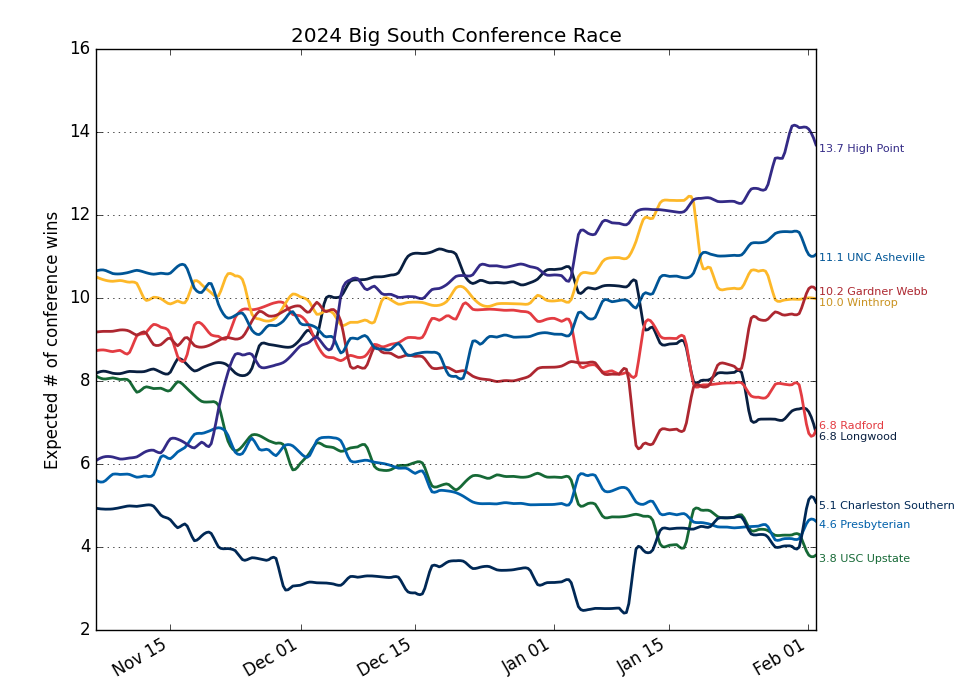 2024 Big South Conference Race
Expected # of conference wins
16
14
12
10
8
6
4
2
13.7 High Point
11.1 UNC Asheville
10.2 Gardner Webb
10.0 Winthrop
6.8 Radford
6.8 Longwood
5.1 Charleston Southern
4.6 Presbyterian
3.8 USC Upstate
Nov 15
Dec 01
Dec 15
Jan 01
Jan 15
Feb 01